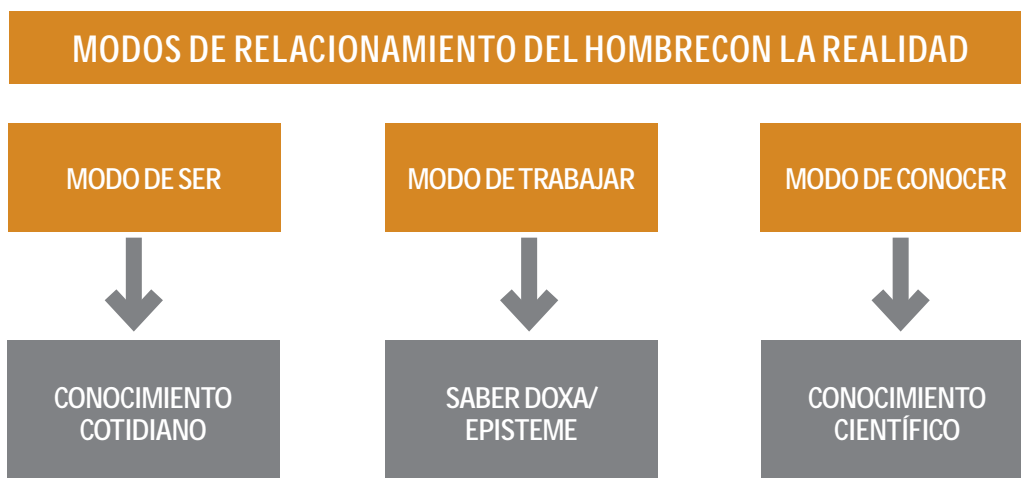 MODOS DE RELACIONAMIENTO DEL HOMBRECON LA REALIDAD
MODO DE SER
MODO DE TRABAJAR
MODO DE CONOCER
CONOCIMIENTO
COTIDIANO
SABER DOXA/
EPISTEME
CONOCIMIENTO
CIENTÍFICO